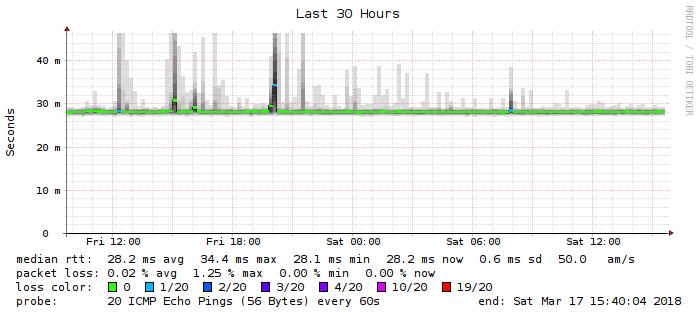 Last 30 Hours
RRDTOOL / TOBI OETIKER
Seconds
40 m
30 m
20 m
10 m
0
Fri 12:00 Fri 18:00 Sat 00:00 Sat 06:00 Sat 12:00
median rtt: 28.2 ms avg 34.4 ms max 28.1 ms min 28.2 ms now 0.6 ms sd 50.0 am/s
packet loss: 0.02 % avg 1.25 % max 0.00 % min 0.00 % now
loss color: 0 1/20 2/20 3/20 4/20 10/20 19/20
probe: 20 ICMP Echo Pings (56 Bytes) every 60s end: Sat Mar 17 15:40:04 2018